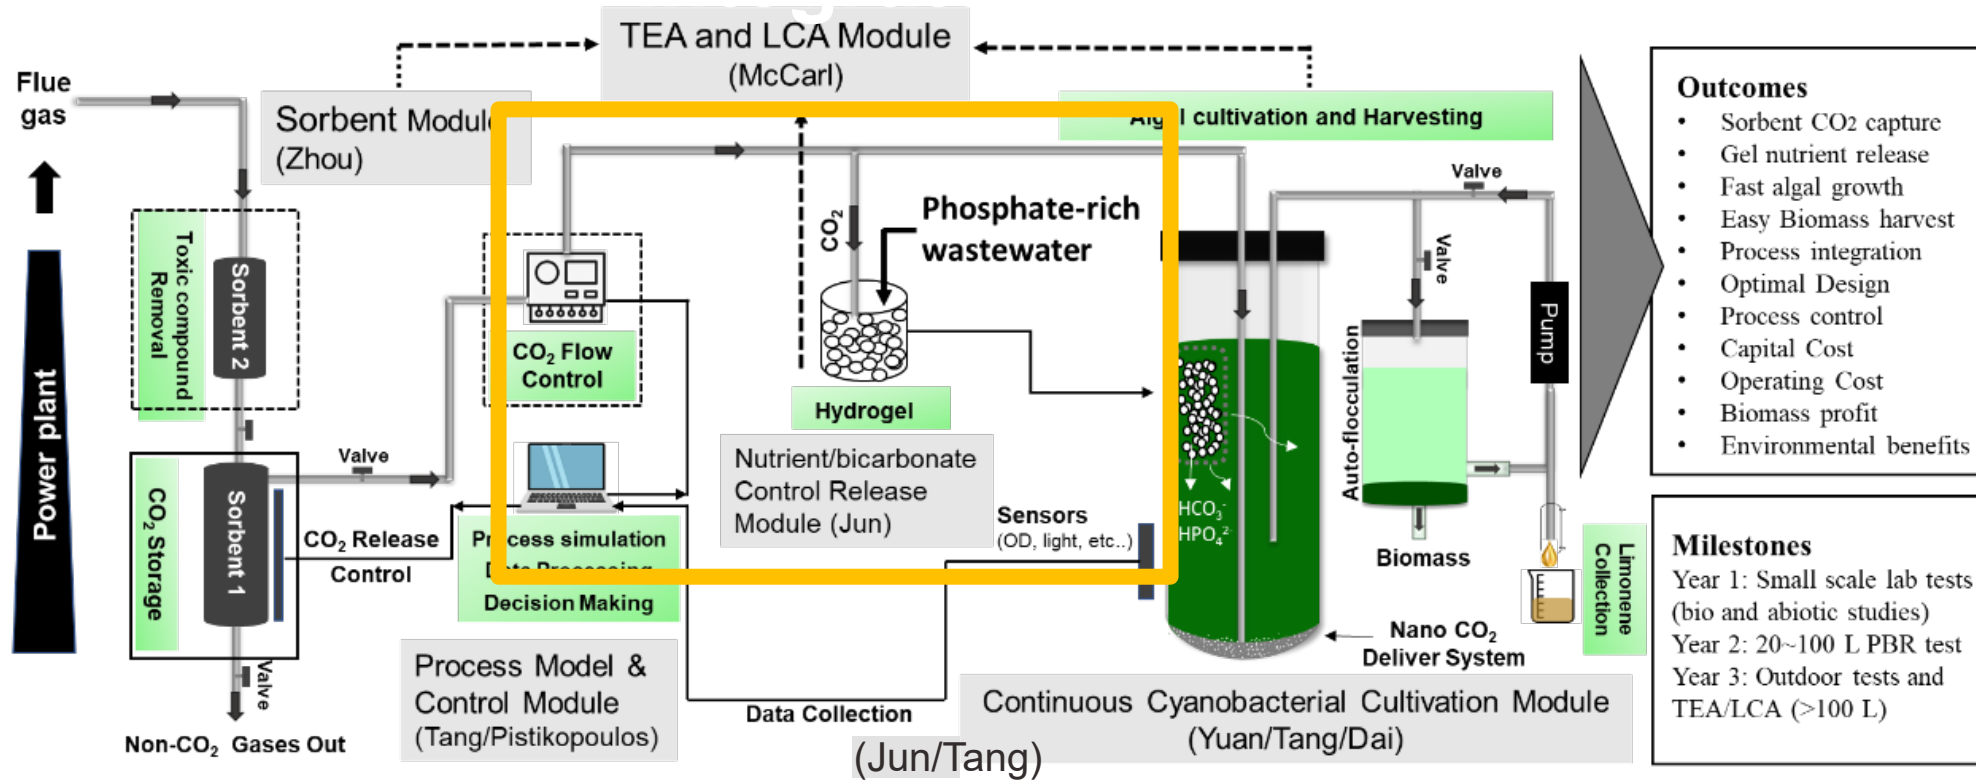 TEA and LCA Module
(McCarl)
Flue
gas
Sorbent Module
(Zhou)
cultivation and Harvesting
Toxic compound
Removal
Sorbent 2
Power plant
CO₂ Storage
Sorbent 1
Valve
CO₂ Release
Control
Valve
Non-CO₂ Gases Out
CO₂ Flow
Control
Process simulation
Data Processing
Decision Making
Process Model &
Control Module
(Tang/Pistikopoulos)
Data Collection
CO₂
Phosphate-rich
wastewater
Hydrogel
Nutrient/bicarbonate
Control Release
Module (Jun)
Sensors
(OD, light, etc..)
HCO₃⁻
HPO₄²⁻
Nano CO₂
Deliver System
Continuous Cyanobacterial Cultivation Module
(Yuan/Tang/Dai)
(Jun/Tang)
Valve
Valve
Pump
Auto-flocculation
Biomass
Limonene
Collection
Outcomes
• Sorbent CO2 capture
• Gel nutrient release
• Fast algal growth
• Easy Biomass harvest
• Process integration
• Optimal Design
• Process control
• Capital Cost
• Operating Cost
• Biomass profit
• Environmental benefits
Milestones
Year 1: Small scale lab tests
(bio and abiotic studies)
Year 2: 20~100 L PBR test
Year 3: Outdoor tests and
TEA/LCA (>100 L)